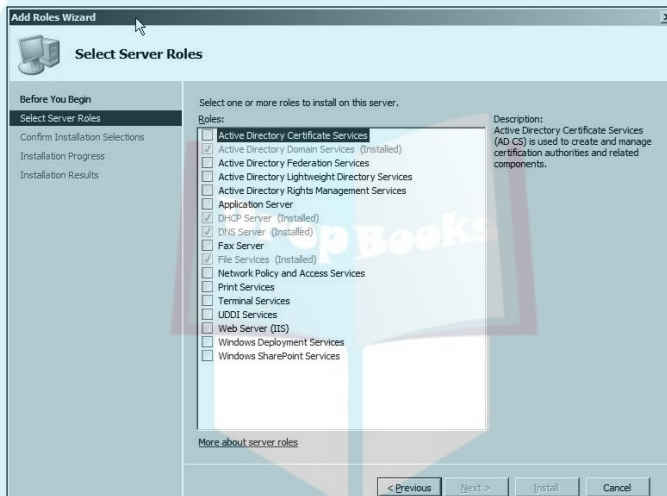 Add Roles Wizard
Select Server Roles
Before You Begin
Select Server Roles
Confirm Installation Selections
Installation Progress
Installation Results
Select one or more roles to install on this server.
Roles:
Active Directory Certificate Services
Active Directory Domain Services (Installed)
Active Directory Federation Services
Active Directory Lightweight Directory Services
Active Directory Rights Management Services
Application Server
DHCP Server (Installed)
DNS Server (Installed)
Fax Server
File Services (Installed)
Network Policy and Access Services
Print Services
Terminal Services
UDDI Services
Web Server (IIS)
Windows Deployment Services
Windows SharePoint Services
More about server roles
Description:
Active Directory Certificate Services
(AD CS) is used to create and manage
certification authorities and related
components.
< Previous
Next >
Install
Cancel